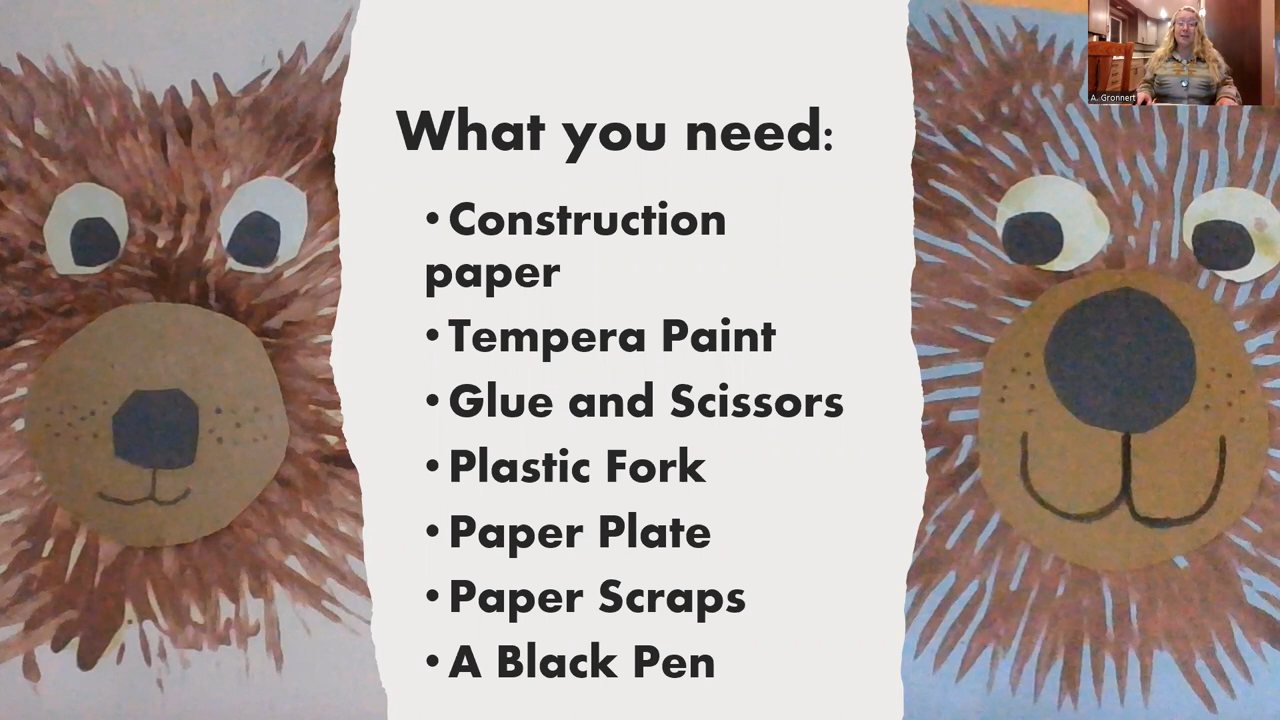 A. Gronnert
What you need:
• Construction
paper
• Tempera Paint
• Glue and Scissors
• Plastic Fork
• Paper Plate
• Paper Scraps
• A Black Pen